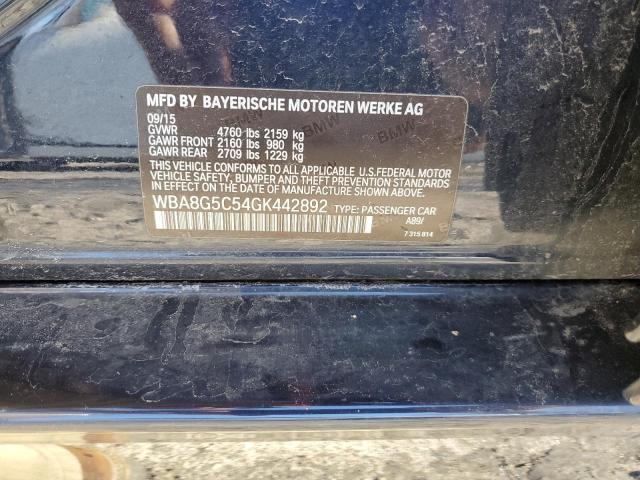 MFD BY BAYERISCHE MOTOREN WERKE AG
09/15
GVWR 4760 lbs 2159 kg
GAWR FRONT 2160 lbs 980 kg
GAWR REAR 2709 lbs 1229 kg
THIS VEHICLE CONFORMS TO ALL APPLICABLE U.S.FEDERAL MOTOR
VEHICLE SAFETY, BUMPER AND THEFT PREVENTION
STANDARDS IN EFFECT ON THE DATE OF MANUFACTURE SHOWN ABOVE.
WBA8G5C54GK442892 TYPE: PASSENGER CAR
A89/
7 315 814